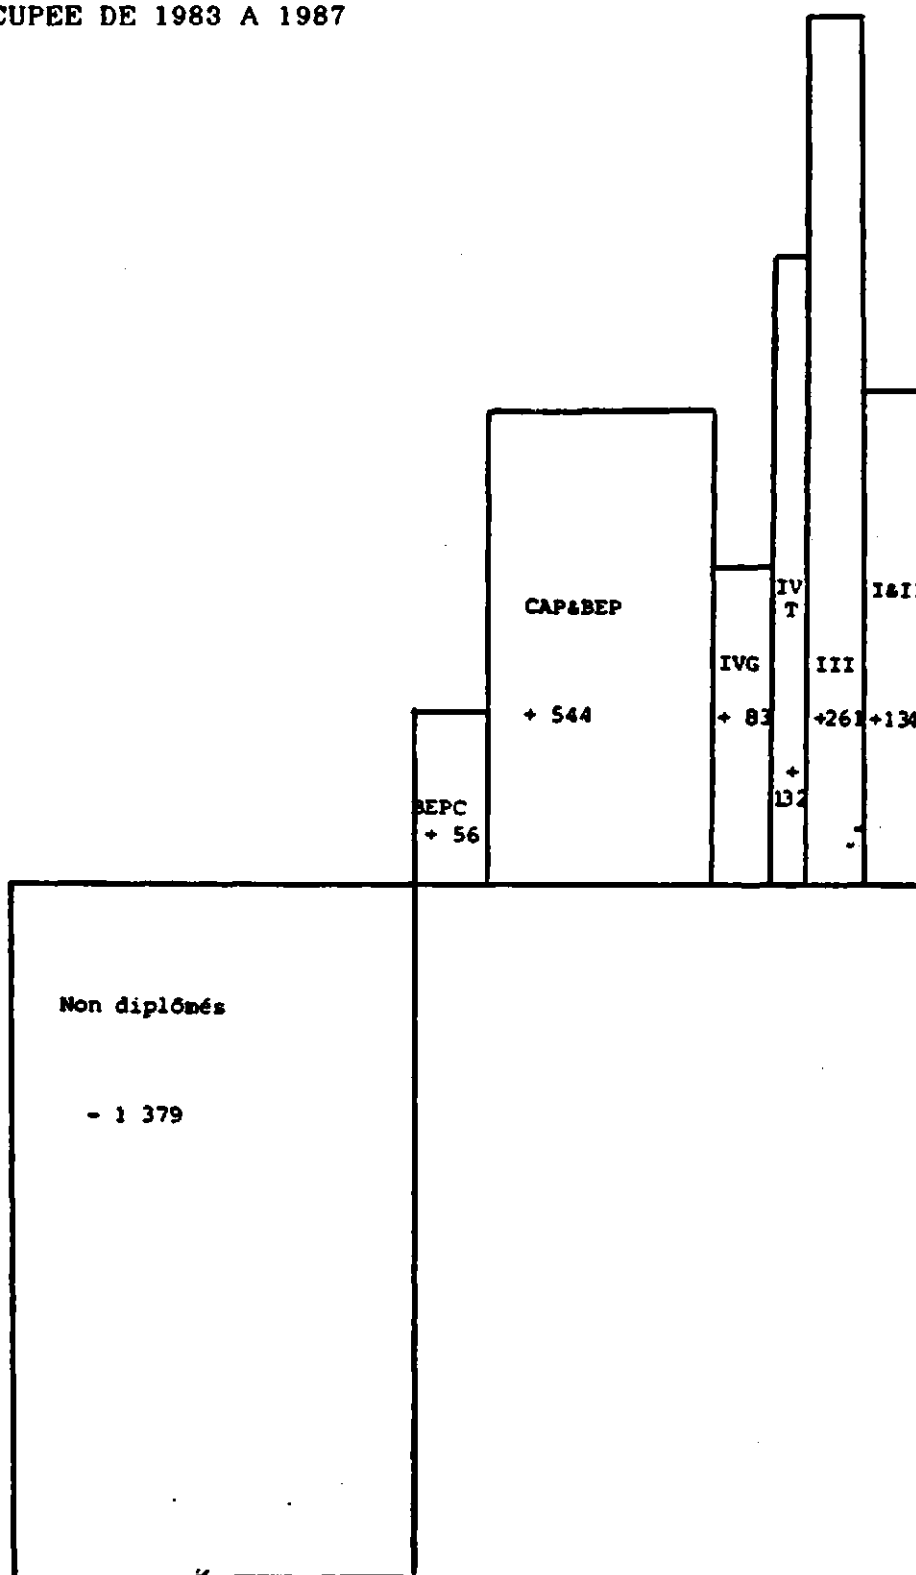 CUPEE DE 1983 A 1987
IV
T
I&I
CAP&BEP
IVG
III
+ 544
+ 83
+261
+134
+
132
BEPC
+ 56
Non diplômés
- 1 379